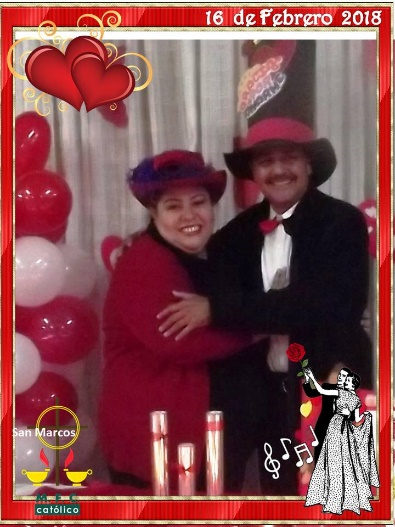 16 de Febrero 2018
San Marcos
M F C
católico